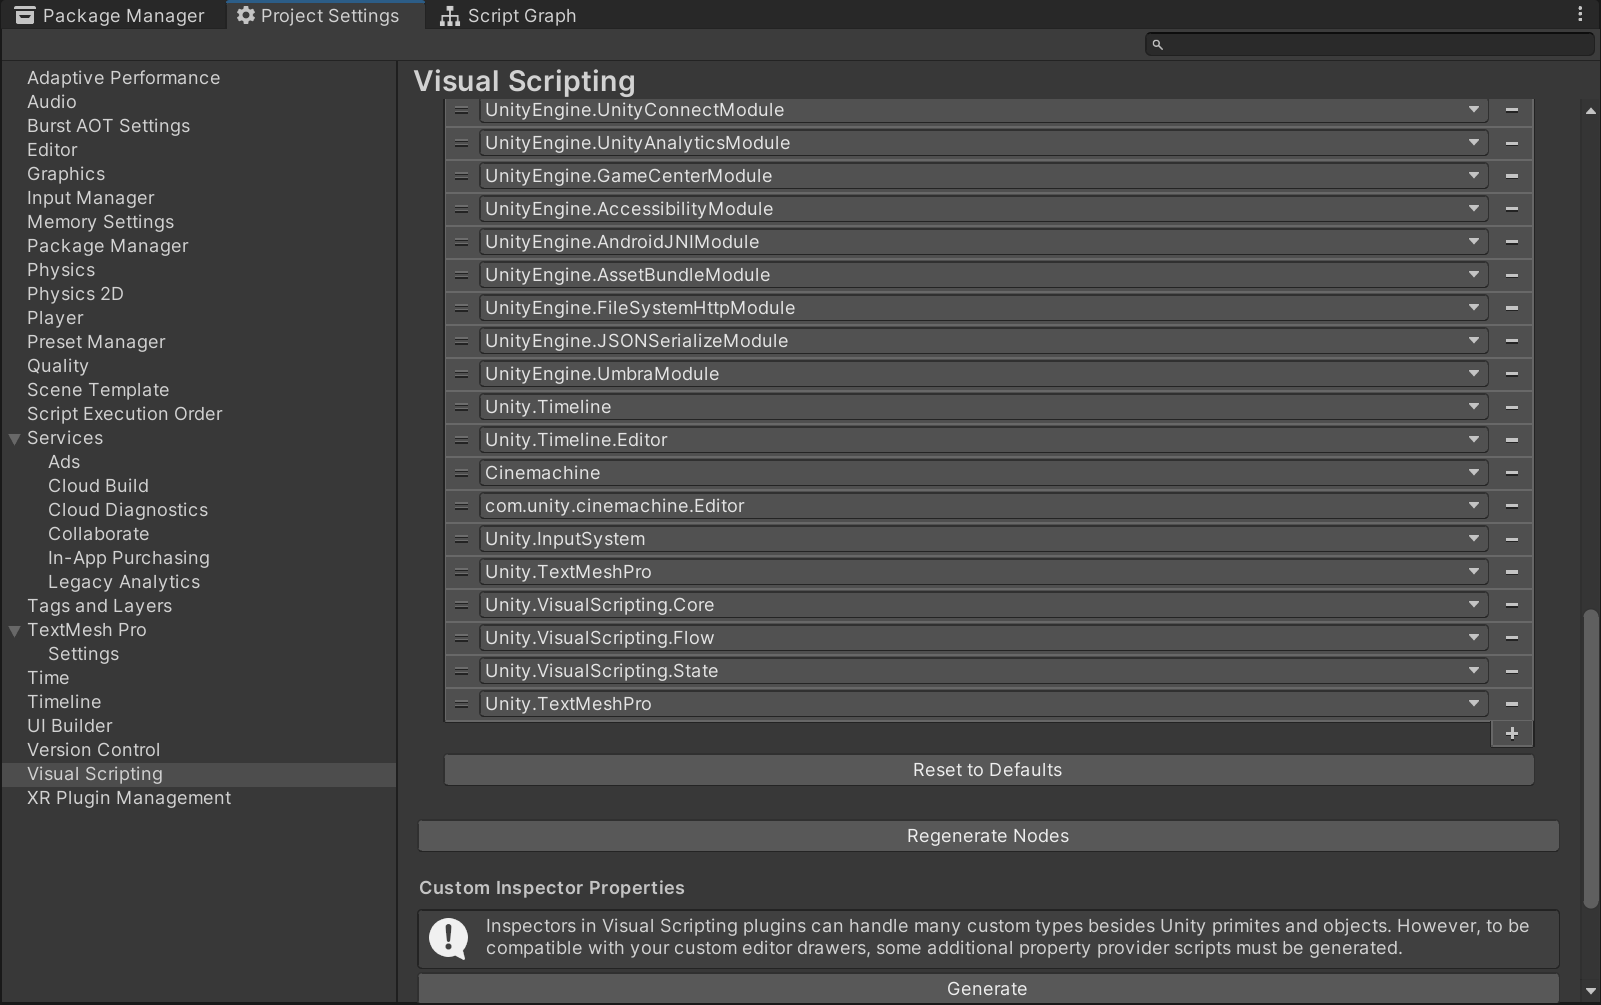 Package Manager
Project Settings
Script Graph
Adaptive Performance
Audio
Burst AOT Settings
Editor
Graphics
Input Manager
Memory Settings
Package Manager
Physics
Physics 2D
Player
Preset Manager
Quality
Scene Template
Script Execution Order
Services
Ads
Cloud Build
Cloud Diagnostics
Collaborate
In-App Purchasing
Legacy Analytics
Tags and Layers
TextMesh Pro
Settings
Time
Timeline
UI Builder
Version Control
Visual Scripting
XR Plugin Management
Visual Scripting
UnityEngine.UnityConnectModule
UnityEngine.UnityAnalyticsModule
UnityEngine.GameCenterModule
UnityEngine.AccessibilityModule
UnityEngine.AndroidJNIModule
UnityEngine.AssetBundleModule
UnityEngine.FileSystemHttpModule
UnityEngine.JSONSerializeModule
UnityEngine.UmbraModule
Unity.Timeline
Unity.Timeline.Editor
Cinemachine
com.unity.cinemachine.Editor
Unity.InputSystem
Unity.TextMeshPro
Unity.VisualScripting.Core
Unity.VisualScripting.Flow
Unity.VisualScripting.State
Unity.TextMeshPro
Reset to Defaults
Regenerate Nodes
Custom Inspector Properties
Inspectors in Visual Scripting plugins can handle many custom types besides Unity primites and objects. However, to be
compatible with your custom editor drawers, some additional property provider scripts must be generated.
Generate